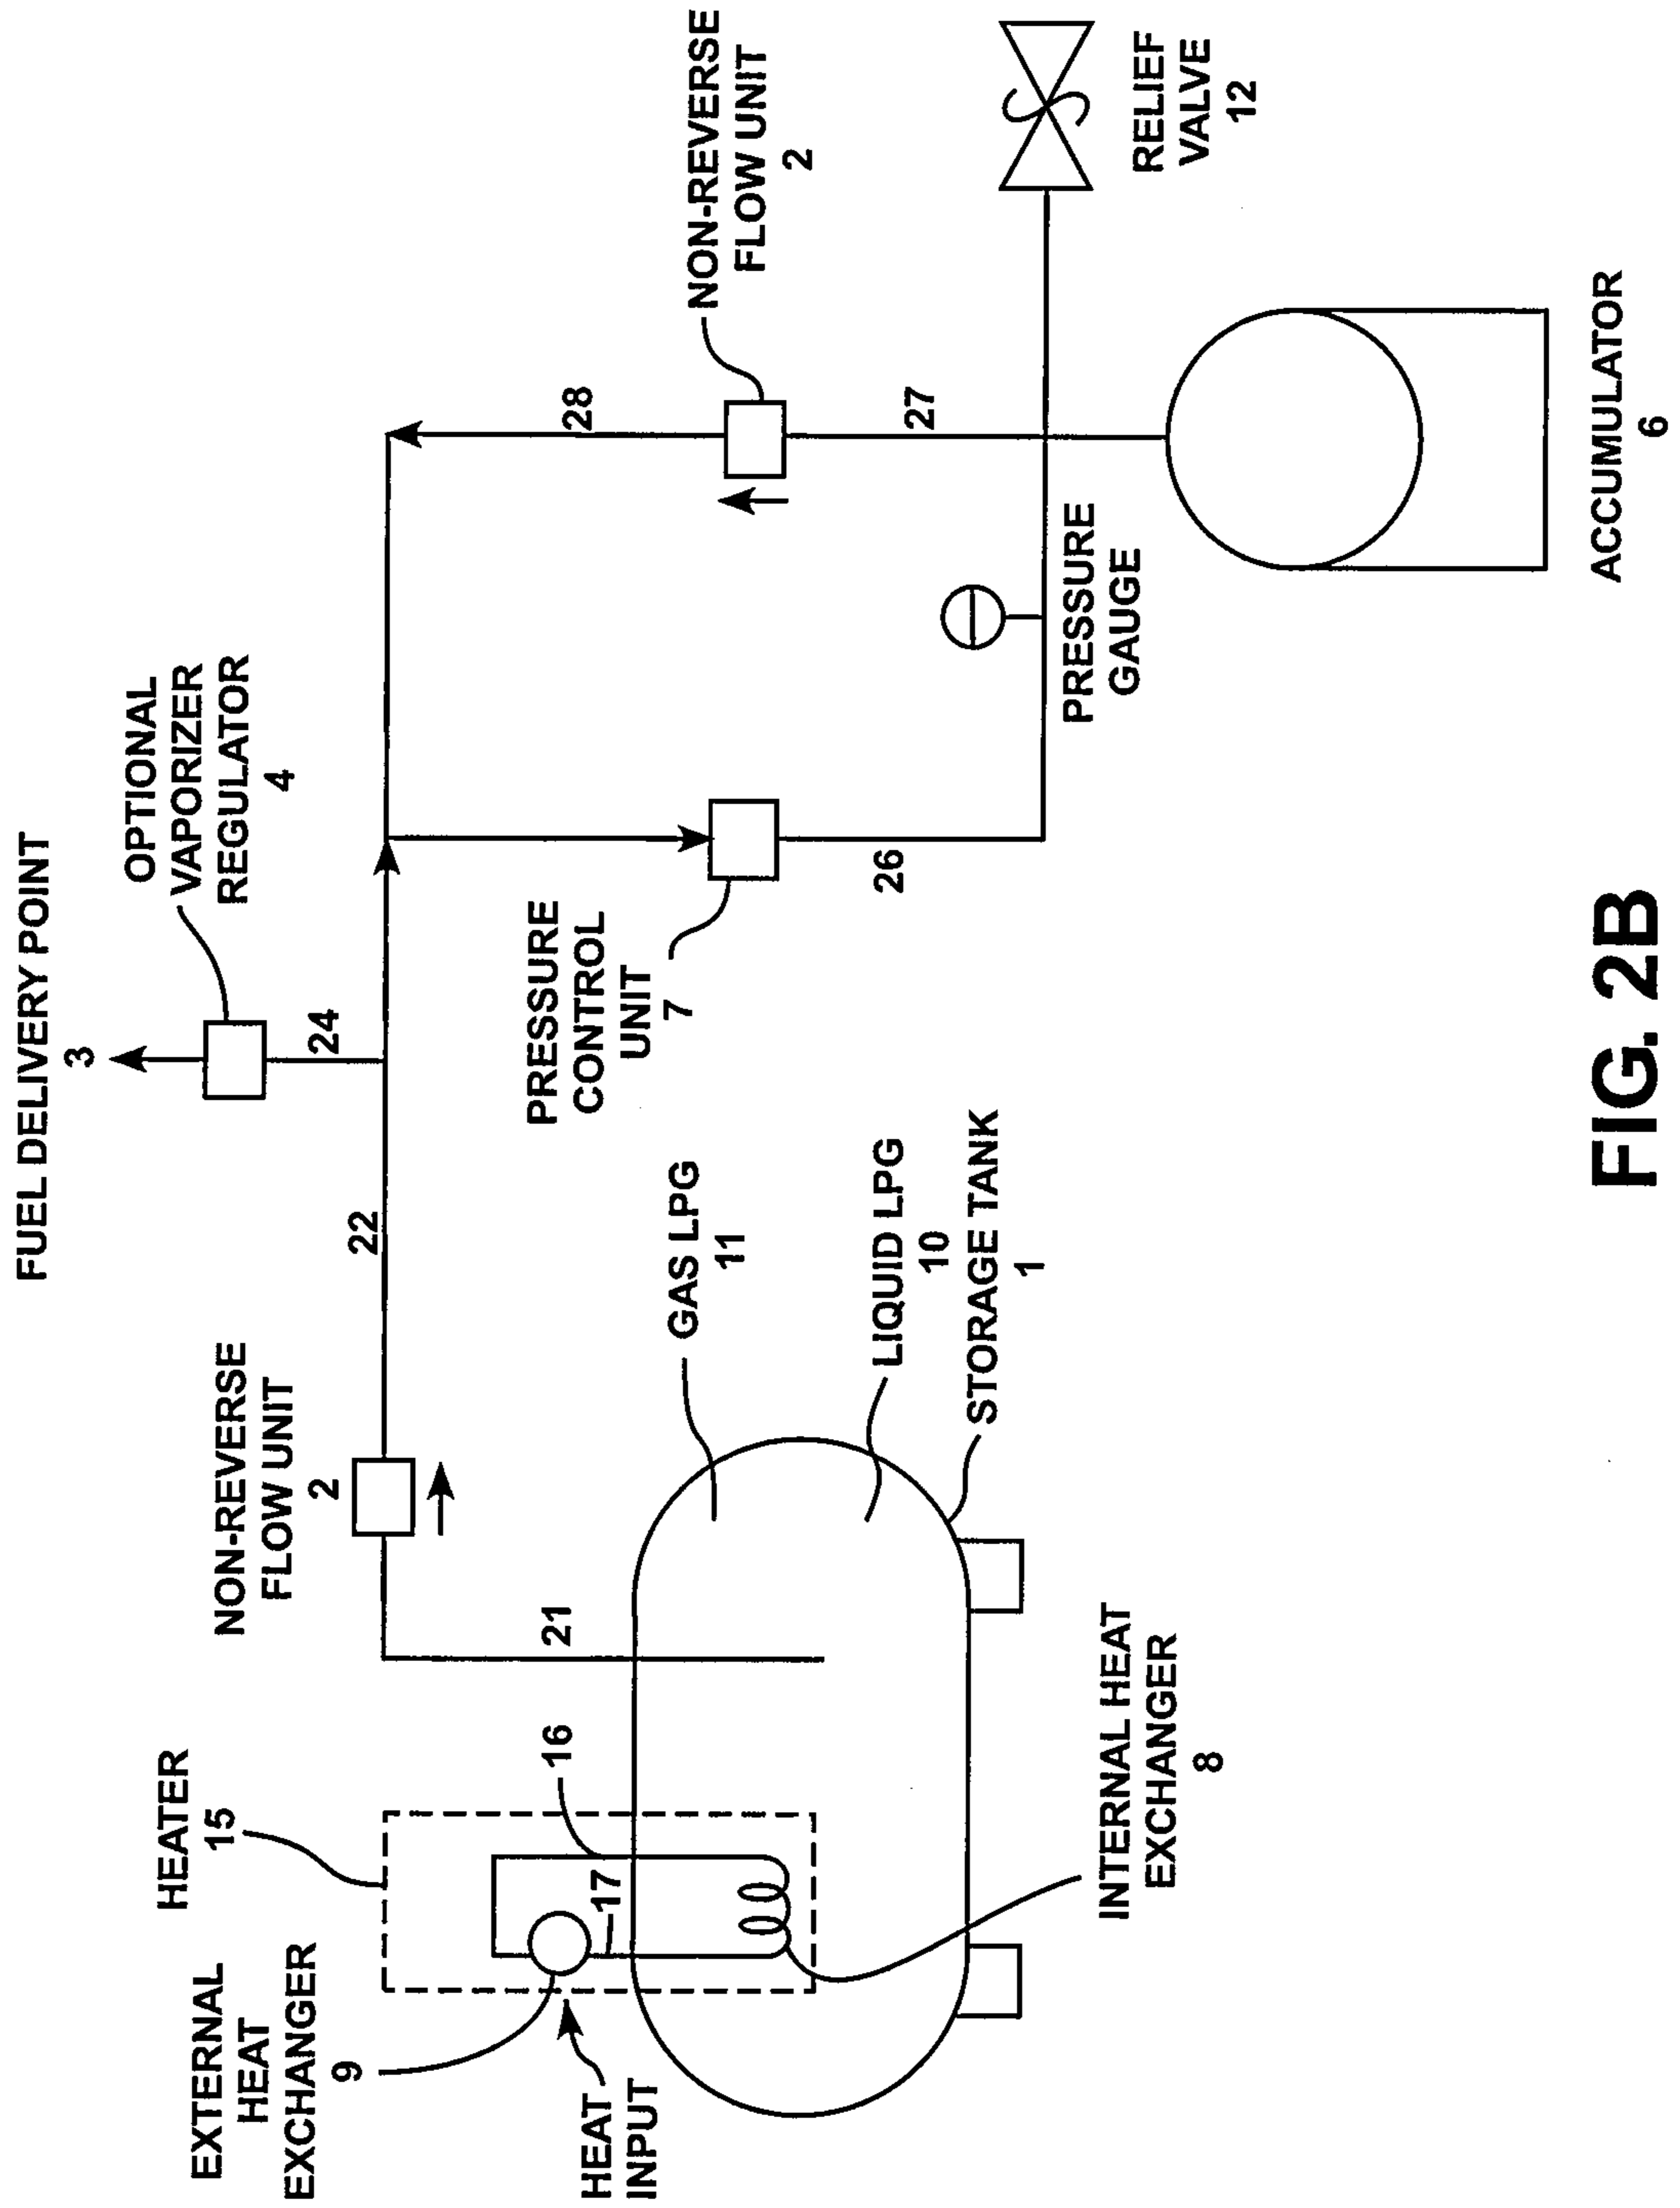 FUEL DELIVERY POINT
3
OPTIONAL
VAPORIZER
REGULATOR
4
24
22
NON-REVERSE
FLOW UNIT
2
21
HEATER
15
EXTERNAL
HEAT
EXCHANGER
9
HEAT
INPUT
16
17
INTERNAL HEAT
EXCHANGER
8
GAS LPG
11
LIQUID LPG
10
STORAGE TANK
1
PRESSURE
CONTROL
UNIT
7
26
PRESSURE
GAUGE
28
NON-REVERSE
FLOW UNIT
2
27
RELIEF
VALVE
12
ACCUMULATOR
6
FIG. 2B